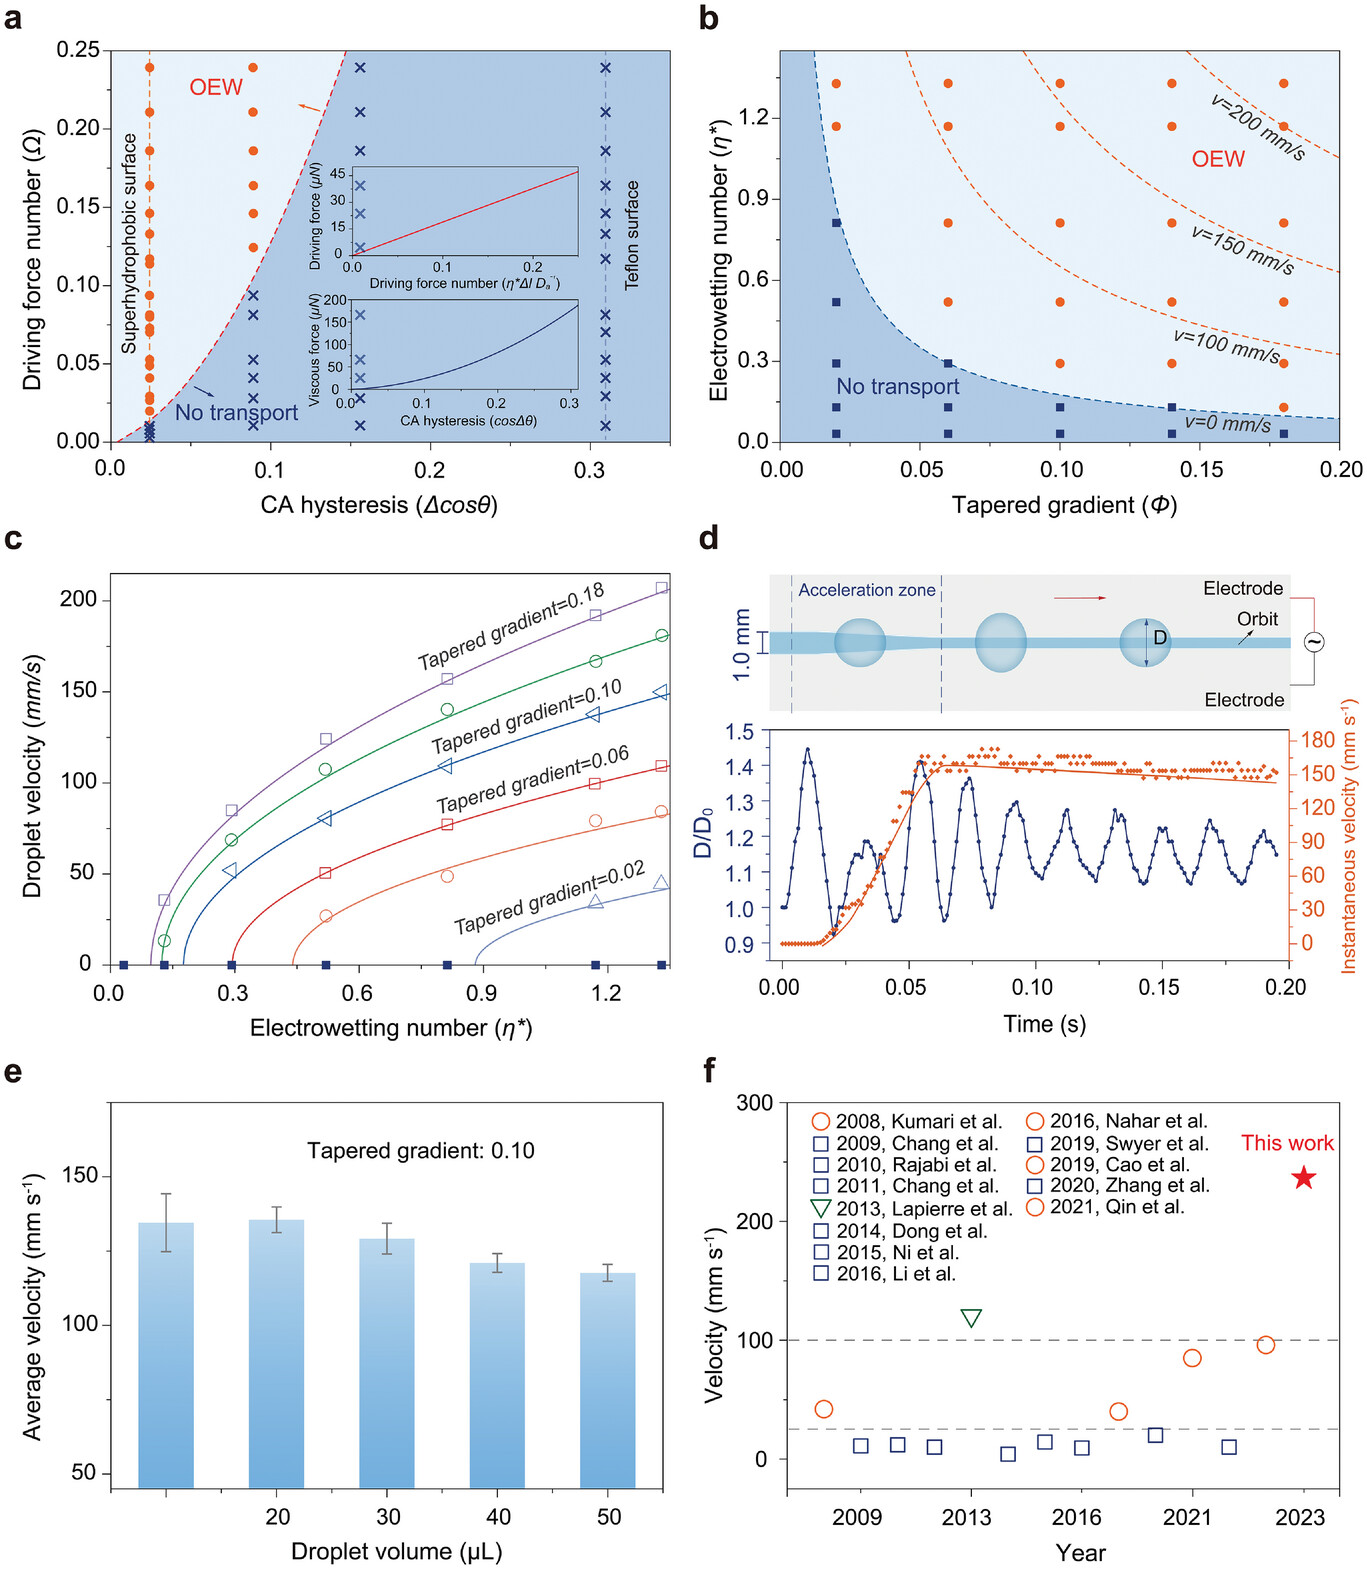 a
0.25
0.20
0.15
0.10
0.05
0.00
Driving force number (Ω)
OEW
Superhydrophobic surface
No transport
Teflon surface
45
30
15
0
Driving force (μN)
0.0
0.1
0.2
Driving force number (η*Δl D
200
150
100
50
0
Viscous force (μN)
0.0
0.1
0.2
0.3
CA hysteresis (cosΔθ)
0.0
0.1
0.2
0.3
CA hysteresis (Δcosθ)
b
1.2
0.9
0.6
0.3
0.0
Electrowetting number (η*)
v=200 mm/s
OEW
v=150 mm/s
v=100 mm/s
No transport
v=0 mm/s
0.00
0.05
0.10
0.15
0.20
Tapered gradient (Φ)
c
200
150
100
50
0
Droplet velocity (mm/s)
Tapered gradient=0.18
Tapered gradient=0.10
Tapered gradient=0.06
Tapered gradient=0.02
0.0
0.3
0.6
0.9
1.2
Electrowetting number (η*)
d
Acceleration zone
Electrode
Orbit
1.0 mm
D
~
Electrode
1.5
1.4
1.3
1.2
1.1
1.0
0.9
D/D₀
180
150
120
90
60
30
0
Instantaneous velocity (mm s⁻¹)
0.00
0.05
0.10
0.15
0.20
Time (s)
e
150
100
50
Average velocity (mm s⁻¹)
Tapered gradient: 0.10
20
30
40
50
Droplet volume (μL)
f
300
200
100
0
Velocity (mm s⁻¹)
2008, Kumari et al.
2009, Chang et al.
2010, Rajabi et al.
2011, Chang et al.
2013, Lapierre et al.
2014, Dong et al.
2015, Ni et al.
2016, Li et al.
2016, Nahar et al.
2019, Swyer et al.
2019, Cao et al.
2020, Zhang et al.
2021, Qin et al.
This work
2009
2013
2016
2021
2023
Year